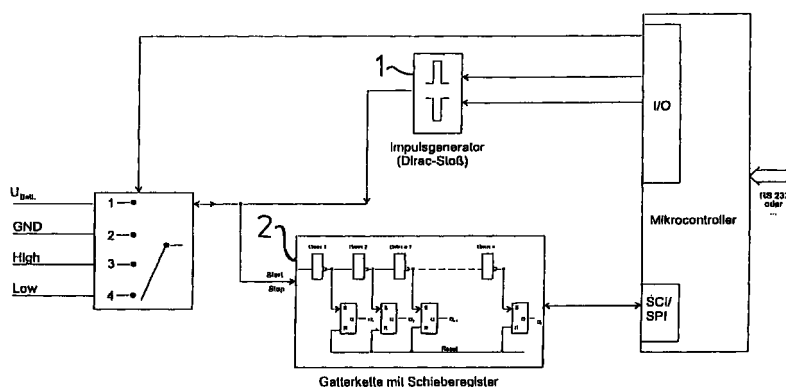 1
I/O
Impulsgenerator
(Dirac-Stoß)
U Batt.
GND
High
Low
1
2
3
4
Mikrocontroller
(RS 232
oder
...
2
Start
Stop
S
R
Q
S
R
Q
S
R
Q
S
R
Q
Reset
SCI/
SPI
Gatterkette mit Schieberegister